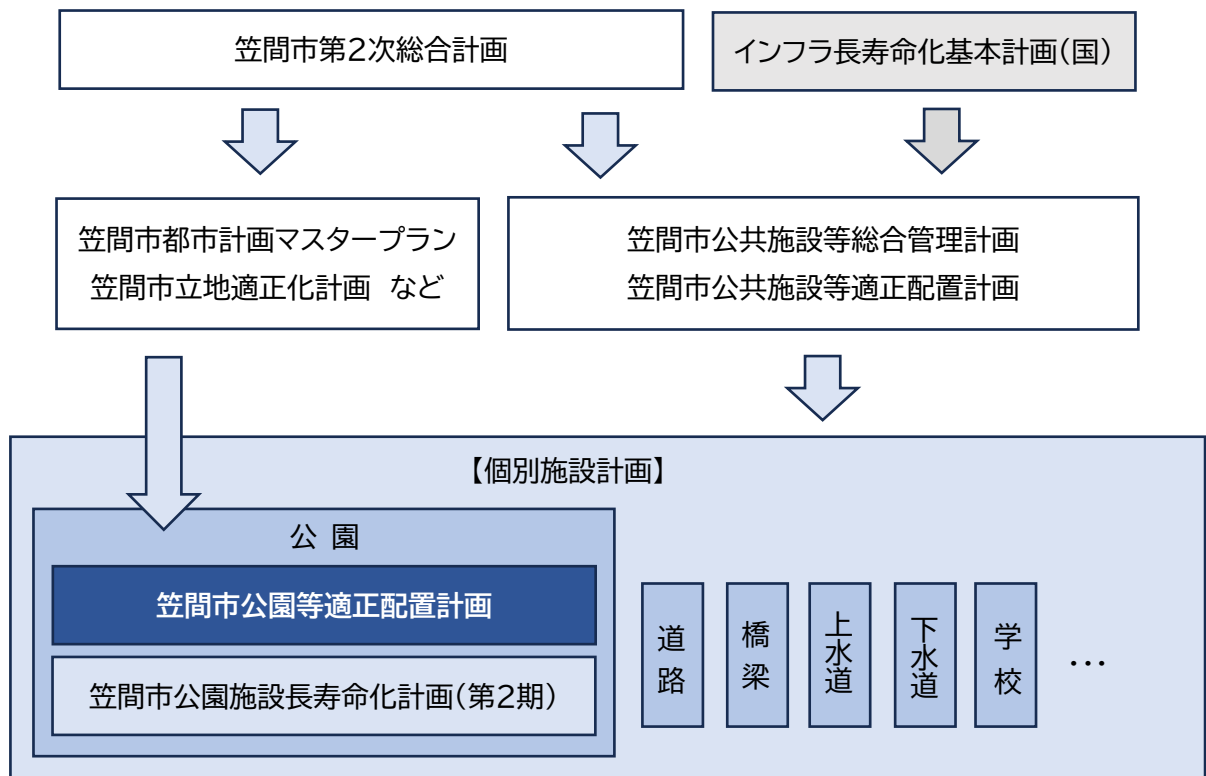 笠間市第2次総合計画
インフラ長寿命化基本計画(国)
笠間市都市計画マスタープラン
笠間市立地適正化計画 など
笠間市公共施設等総合管理計画
笠間市公共施設等適正配置計画
【個別施設計画】
公 園
笠間市公園等適正配置計画
笠間市公園施設長寿命化計画(第2期)
道路
橋梁
上水道
下水道
学校
…